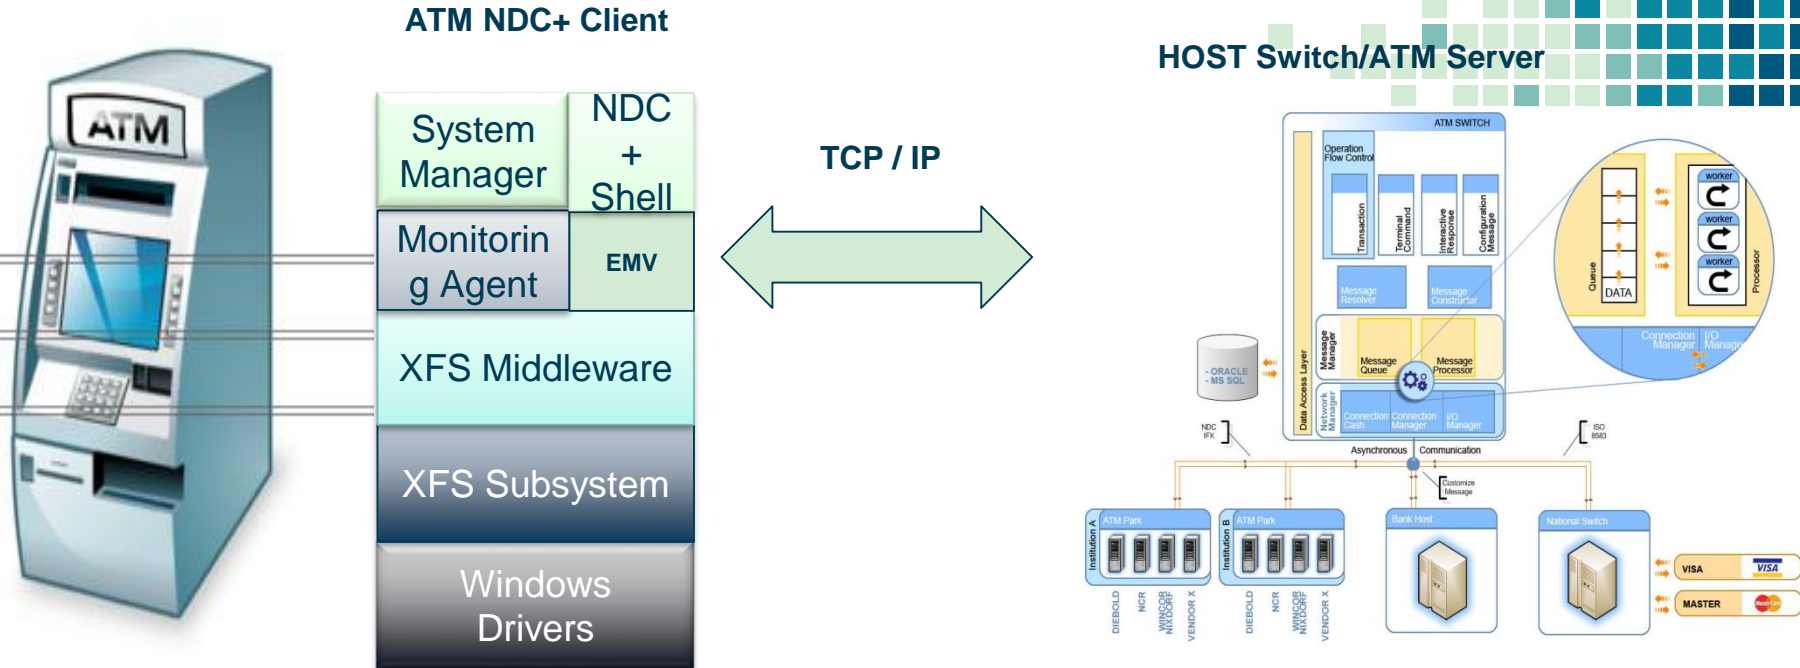 ATM NDC+ Client
HOST Switch/ATM Server
ATM
System
Manager
NDC
+
Shell
Monitorin
g Agent
EMV
XFS Middleware
XFS Subsystem
Windows
Drivers
TCP / IP
ATM SWITCH
Operation
Flow Control
Transaction
Terminal
Command
Interactive
Response
Configuration
Message
Message
Resolver
Message
Constructor
Data Access Layer
Message
Manager
Message
Queue
Message
Processor
Network
Manager
Connection
Cash
Connection
Manager
I/O
Manager
- ORACLE
- MS SQL
Queue
DATA
worker
worker
worker
Processor
Connection
Manager
I/O
Manage
NDC
IFX
ISO
8583
Asynchronous
Communication
Customize
Message
Institution A
ATM Park
DIEBOLD
NCR
WINCOR
NIXDORF
VENDOR X
Institution B
ATM Park
DIEBOLD
NCR
WINCOR
NIXDORF
VENDOR X
Bank Host
National Switch
VISA
VISA
MASTER
MasterCard